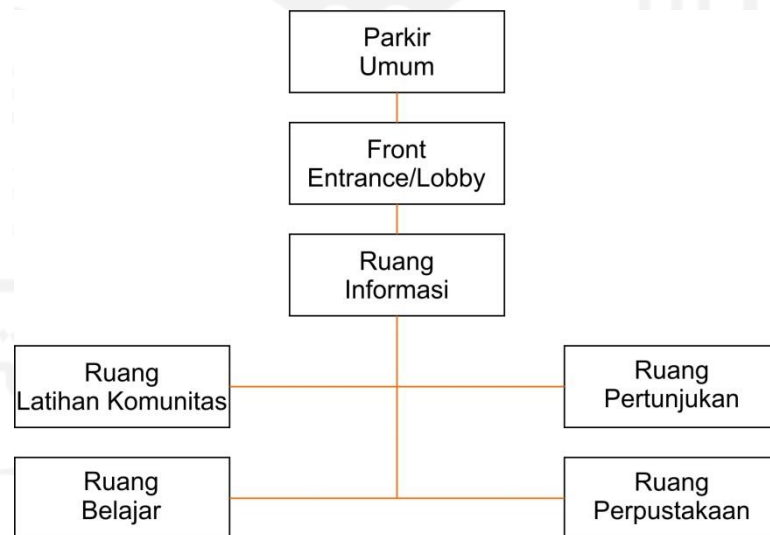 Parkir
Umum
Front
Entrance/Lobby
Ruang
Informasi
Ruang
Latihan Komunitas
Ruang
Pertunjukan
Ruang
Belajar
Ruang
Perpustakaan